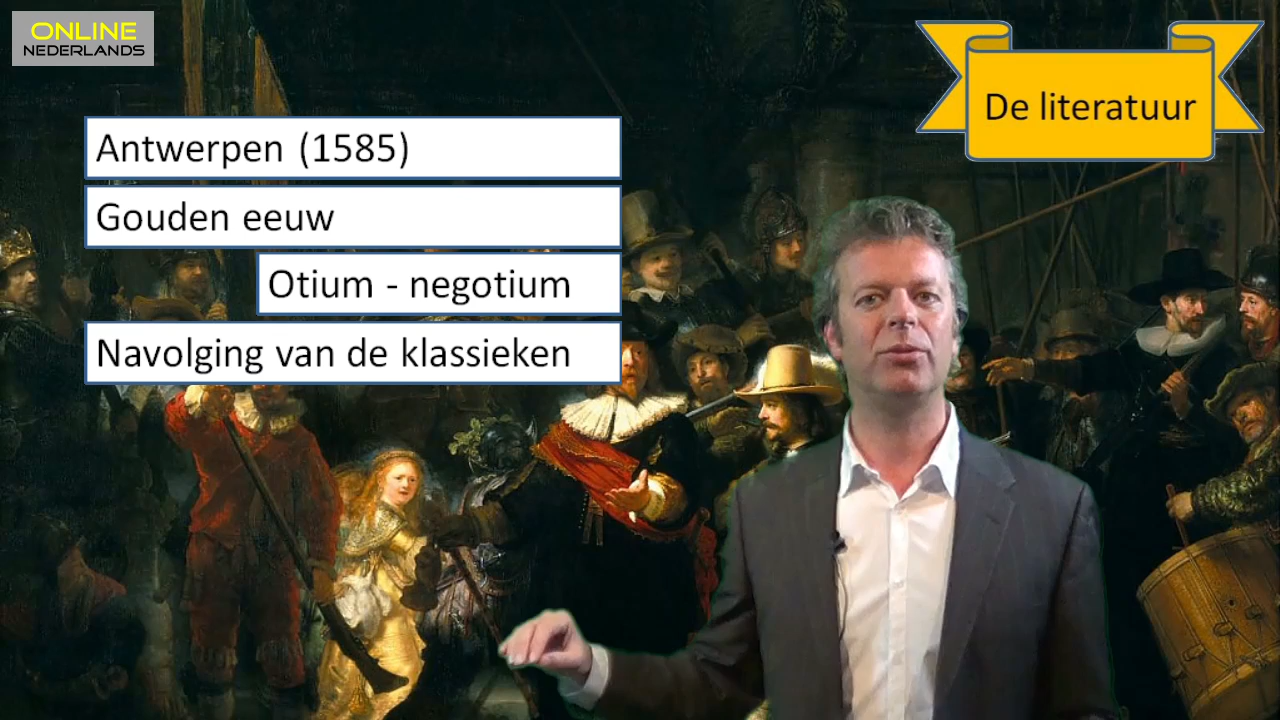 ONLINE
NEDERLANDS
De literatuur
Antwerpen (1585)
Gouden eeuw
Otium - negotium
Navolging van de klassieken